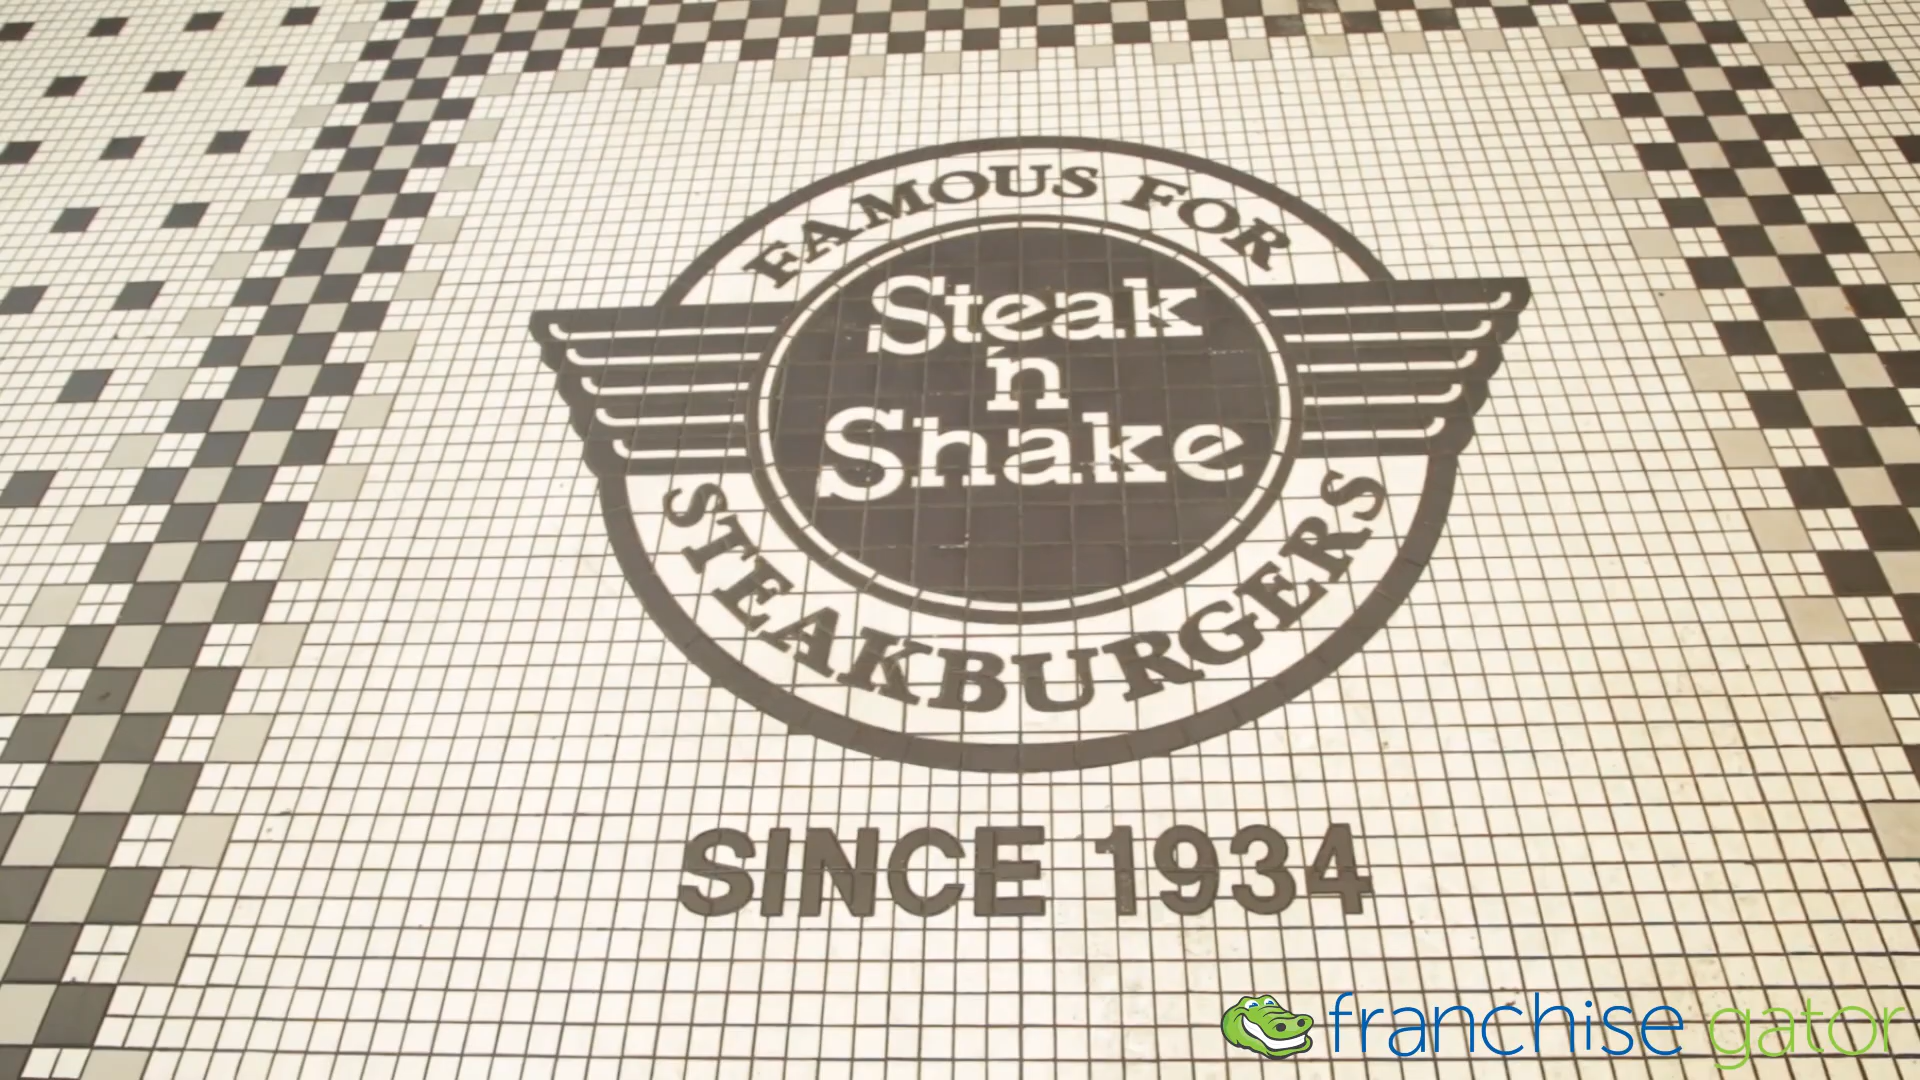 FAMOUS FOR
Steak
'n
Shake
STEAKBURGERS
SINCE 1934
franchise gator